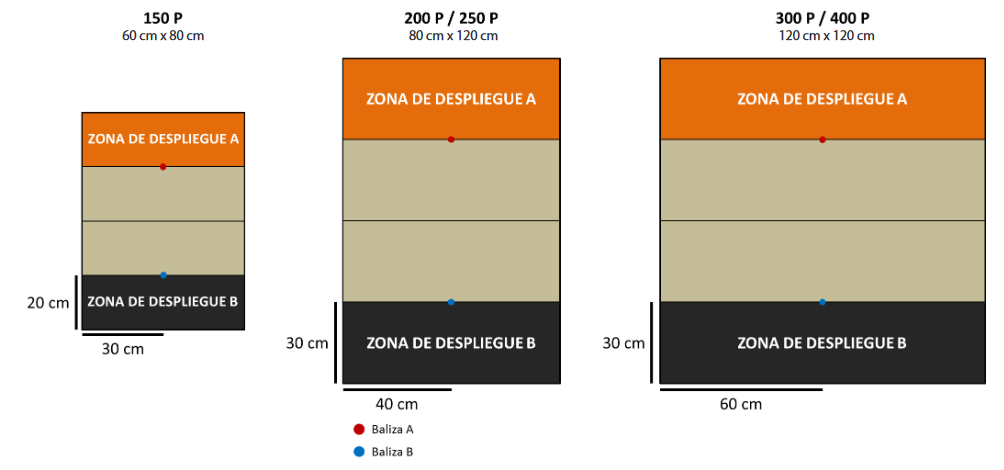 150 P
60 cm x 80 cm
ZONA DE DESPLIEGUE A
ZONA DE DESPLIEGUE B
20 cm
30 cm
200 P / 250 P
80 cm x 120 cm
ZONA DE DESPLIEGUE A
ZONA DE DESPLIEGUE B
30 cm
40 cm
300 P / 400 P
120 cm x 120 cm
ZONA DE DESPLIEGUE A
ZONA DE DESPLIEGUE B
30 cm
60 cm
Baliza A
Baliza B